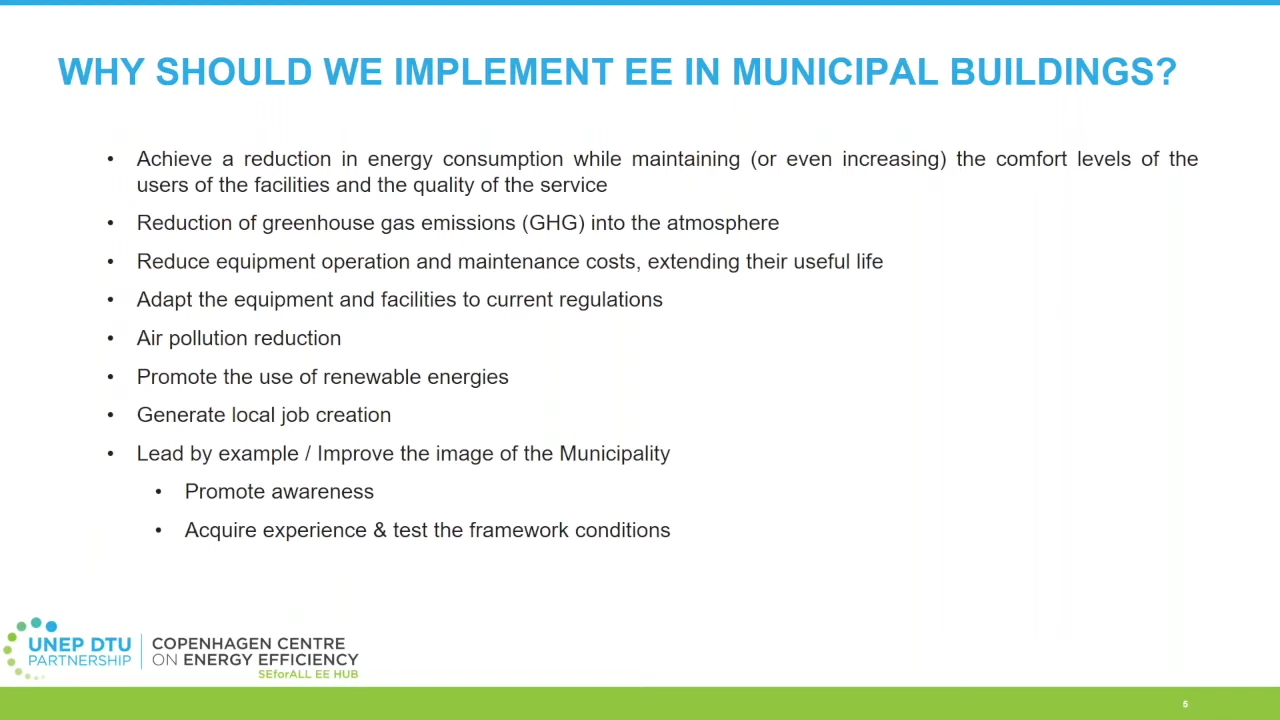 WHY SHOULD WE IMPLEMENT EE IN MUNICIPAL BUILDINGS?
• Achieve a reduction in energy consumption while maintaining (or even increasing) the comfort levels of the
users of the facilities and the quality of the service
• Reduction of greenhouse gas emissions (GHG) into the atmosphere
• Reduce equipment operation and maintenance costs, extending their useful life
• Adapt the equipment and facilities to current regulations
• Air pollution reduction
• Promote the use of renewable energies
• Generate local job creation
• Lead by example / Improve the image of the Municipality
• Promote awareness
• Acquire experience & test the framework conditions
UNEP DTU
PARTNERSHIP
COPENHAGEN CENTRE
ON ENERGY EFFICIENCY
SEforALL EE HUB
5